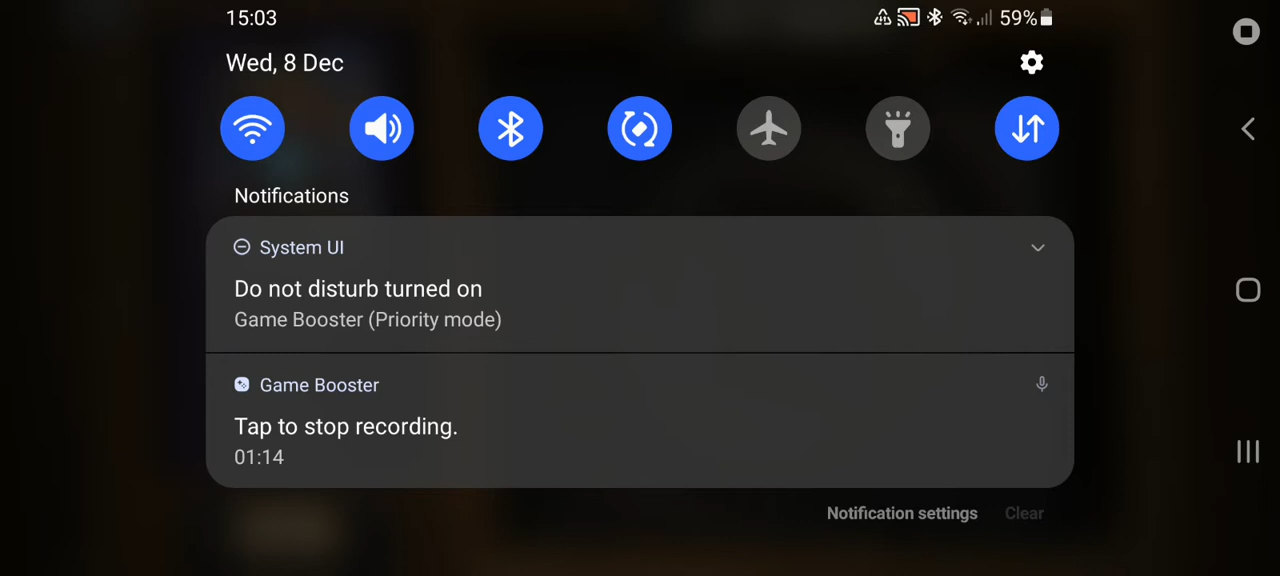 15:03
59%
Wed, 8 Dec
Notifications
System UI
Do not disturb turned on
Game Booster (Priority mode)
Game Booster
Tap to stop recording.
01:14
Notification settings
Clear